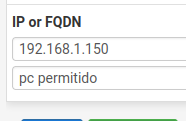 IP or FQDN
192.168.1.150
pc permitido